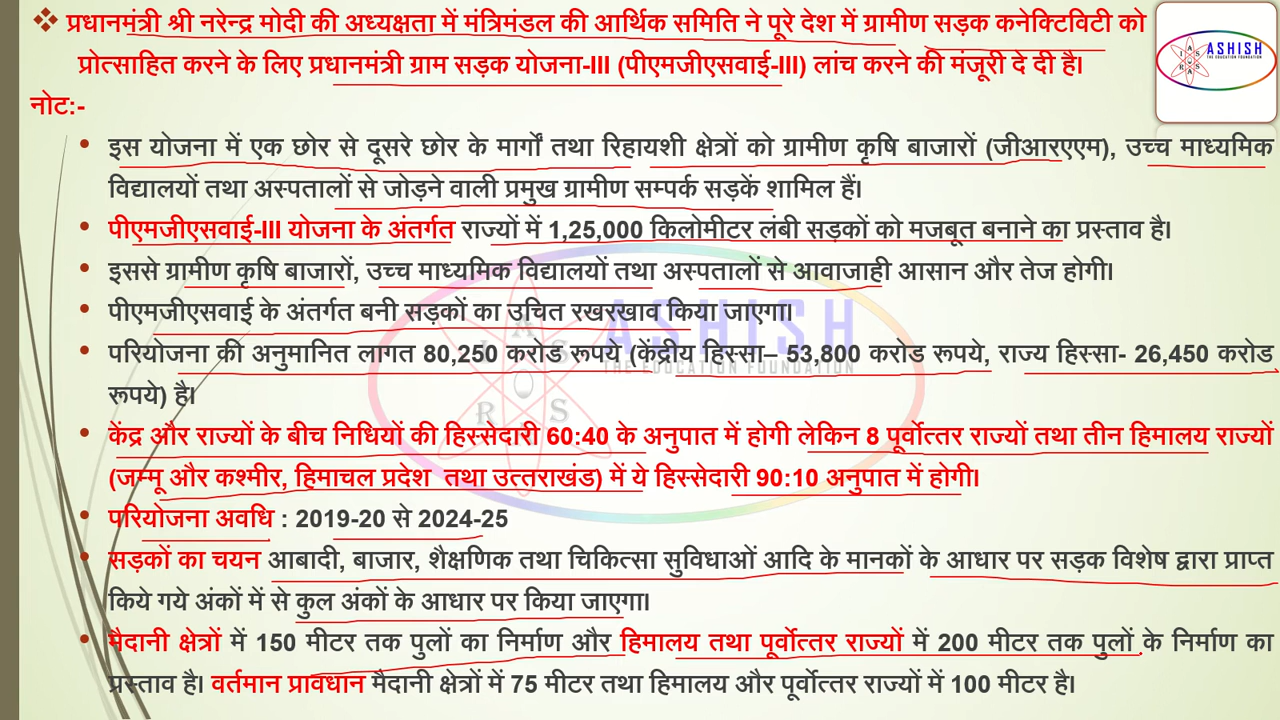 ❖ प्रधानमंत्री श्री नरेन्द्र मोदी की अध्यक्षता में मंत्रिमंडल की आर्थिक समिति ने पूरे देश में ग्रामीण सड़क कनेक्टिविटी को
प्रोत्साहित करने के लिए प्रधानमंत्री ग्राम सड़क योजना-III (पीएमजीएसवाई-III) लांच करने की मंजूरी दे दी है।
ASHISH
THE EDUCATION FOUNDATION
IAS
RAS
नोट:-
• इस योजना में एक छोर से दूसरे छोर के मार्गों तथा रिहायशी क्षेत्रों को ग्रामीण कृषि बाजारों (जीआरएएम), उच्च माध्यमिक
विद्यालयों तथा अस्पतालों से जोड़ने वाली प्रमुख ग्रामीण सम्पर्क सड़कें शामिल हैं।
• पीएमजीएसवाई-III योजना के अंतर्गत राज्यों में 1,25,000 किलोमीटर लंबी सड़कों को मजबूत बनाने का प्रस्ताव है।
• इससे ग्रामीण कृषि बाजारों, उच्च माध्यमिक विद्यालयों तथा अस्पतालों से आवाजाही आसान और तेज होगी।
• पीएमजीएसवाई के अंतर्गत बनी सड़कों का उचित रखरखाव किया जाएगा।
ASHISH
THE EDUCATION FOUNDATION
IAS
RAS
• परियोजना की अनुमानित लागत 80,250 करोड रूपये (केंद्रीय हिस्सा– 53,800 करोड रूपये, राज्य हिस्सा- 26,450 करोड
रूपये) है।
• केंद्र और राज्यों के बीच निधियों की हिस्सेदारी 60:40 के अनुपात में होगी लेकिन 8 पूर्वोत्तर राज्यों तथा तीन हिमालय राज्यों
(जम्मू और कश्मीर, हिमाचल प्रदेश तथा उत्तराखंड) में ये हिस्सेदारी 90:10 अनुपात में होगी।
• परियोजना अवधि : 2019-20 से 2024-25
• सड़कों का चयन आबादी, बाजार, शैक्षणिक तथा चिकित्सा सुविधाओं आदि के मानकों के आधार पर सड़क विशेष द्वारा प्राप्त
किये गये अंकों में से कुल अंकों के आधार पर किया जाएगा।
• मैदानी क्षेत्रों में 150 मीटर तक पुलों का निर्माण और हिमालय तथा पूर्वोत्तर राज्यों में 200 मीटर तक पुलों के निर्माण का
प्रस्ताव है। वर्तमान प्रावधान मैदानी क्षेत्रों में 75 मीटर तथा हिमालय और पूर्वोत्तर राज्यों में 100 मीटर है।